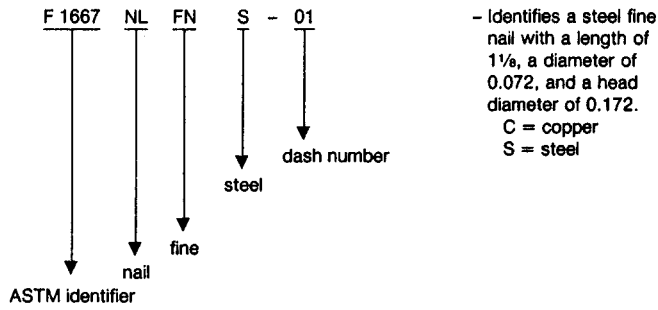 F 1667 NL FN S - 01
dash number
steel
fine
nail
ASTM identifier
– Identifies a steel fine
nail with a length of
1⅛, a diameter of
0.072, and a head
diameter of 0.172.
C = copper
S = steel